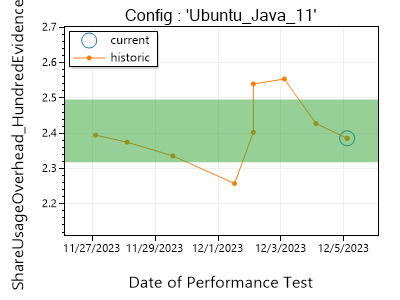 Config : 'Ubuntu_Java_11'
current
historic
ShareUsageOverhead_HundredEvidence
2.7
2.6
2.5
2.4
2.3
2.2
11/27/2023
11/29/2023
12/1/2023
12/3/2023
12/5/2023
Date of Performance Test